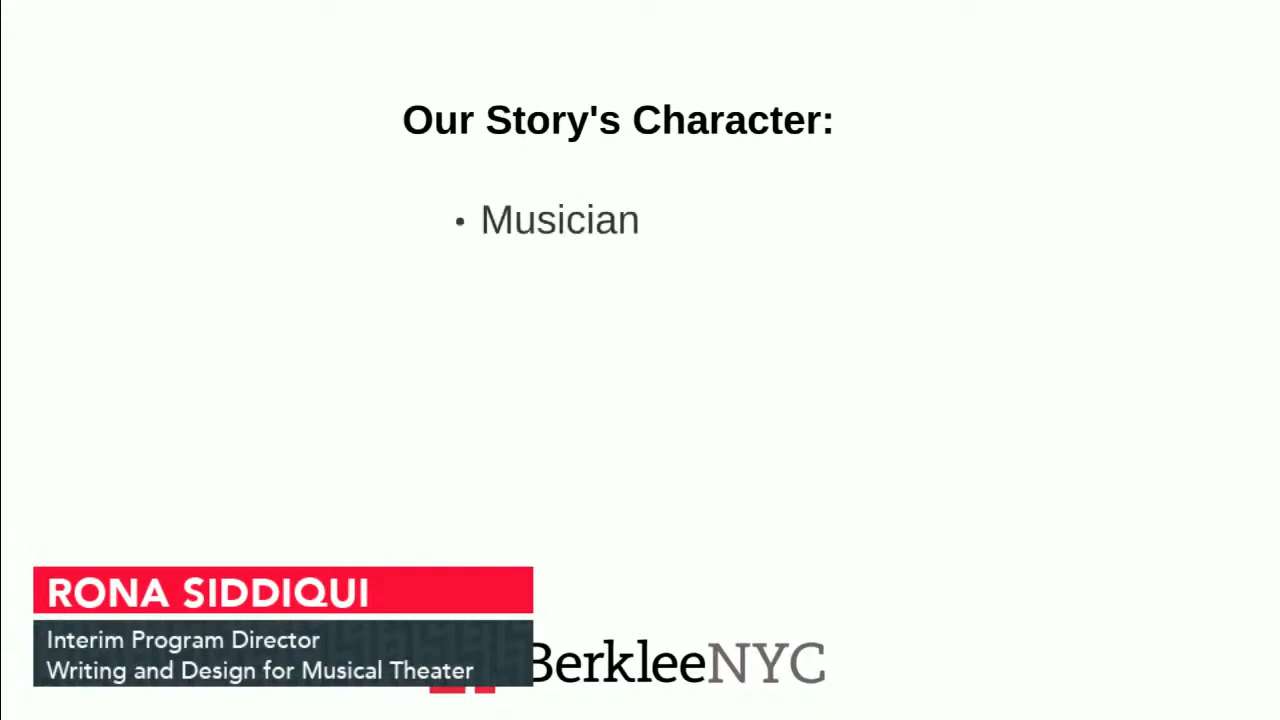 Our Story's Character:
• Musician
RONA SIDDIQUI
Interim Program Director
Writing and Design for Musical Theater
BerkleeNYC